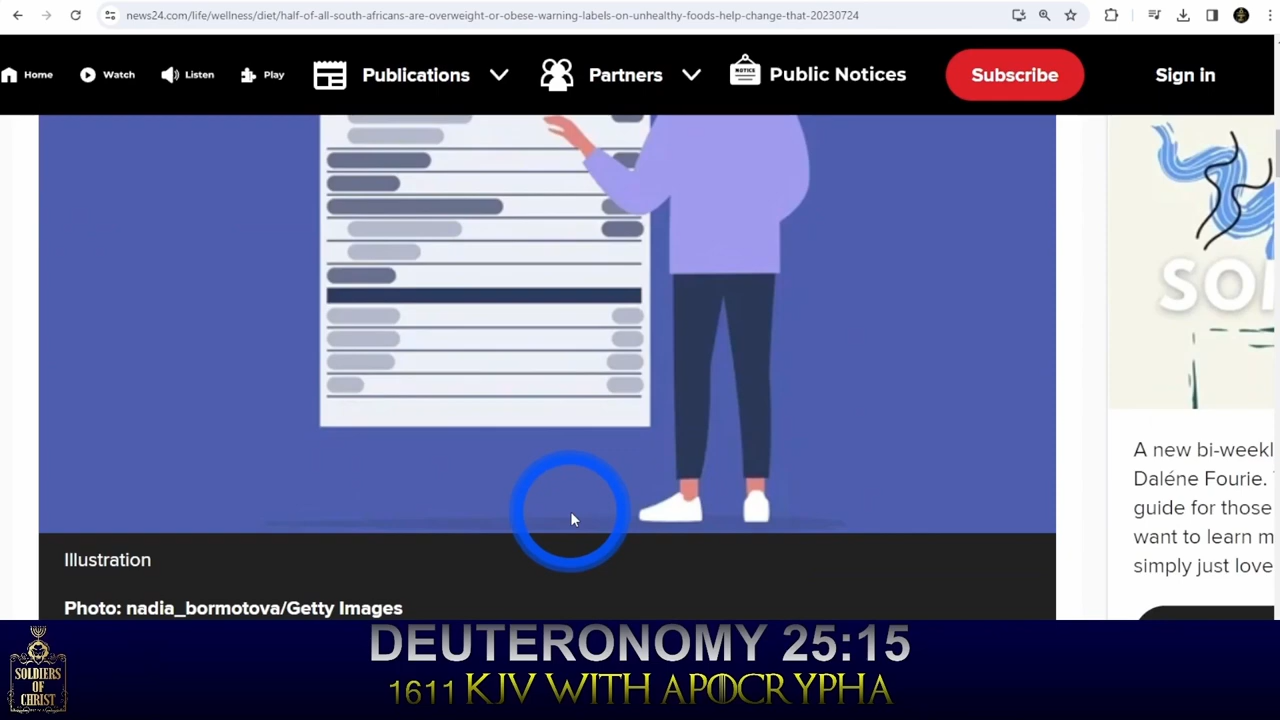 news24.com/life/wellness/diet/half-of-all-south-africans-are-overweight-or-obese-warning-labels-on-unhealthy-foods-help-change-that-20230724
Home Watch Listen Play Publications Partners NOTICE Public Notices Subscribe Sign in
SO
A new bi-weekl
Daléne Fourie.
guide for those
want to learn m
simply just love
Illustration
Photo: nadia_bormotova/Getty Images
DEUTERONOMY 25:15
1611 KJV WITH APOCRYPHA
SOLDIERS
OF
CHRIST